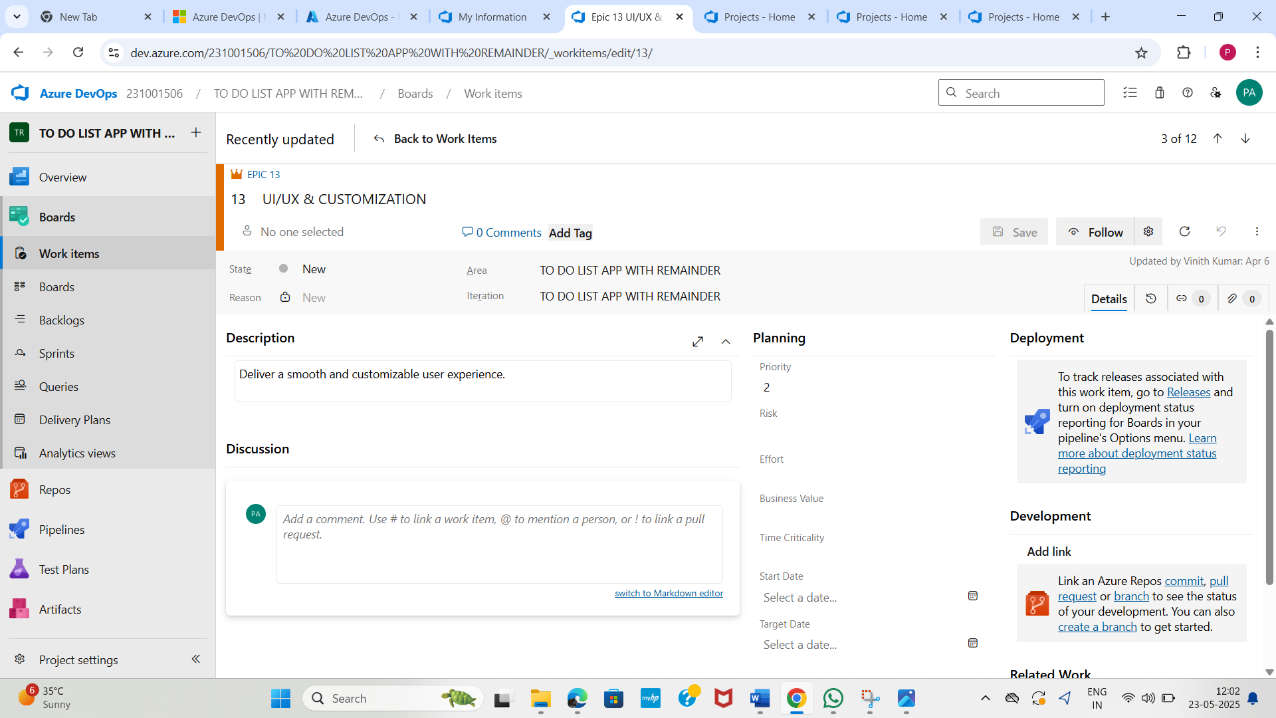 New Tab
Azure DevOps |
Azure DevOps -
My Information
Epic 13 UI/UX &
Projects - Home
Projects - Home
Projects - Home
dev.azure.com/231001506/TO%20DO%20LIST%20APP%20WITH%20REMAINDER/_workitems/edit/13/
P
Azure DevOps 231001506 / TO DO LIST APP WITH REM... / Boards / Work items
Search
PA
TR TO DO LIST APP WITH ...
Recently updated
Back to Work Items
3 of 12
Overview
Boards
Work items
Boards
Backlogs
Sprints
Queries
Delivery Plans
Analytics views
Repos
Pipelines
Test Plans
Artifacts
Project settings
EPIC 13
13 UI/UX & CUSTOMIZATION
No one selected
0 Comments
Add Tag
Save
Follow
Updated by Vinith Kumar: Apr 6
State New
Area TO DO LIST APP WITH REMAINDER
Reason New
Iteration TO DO LIST APP WITH REMAINDER
Details
0
0
Description
Deliver a smooth and customizable user experience.
Discussion
PA
Add a comment. Use # to link a work item, @ to mention a person, or ! to link a pull
request.
switch to Markdown editor
Planning
Priority
2
Risk
Effort
Business Value
Time Criticality
Start Date
Select a date...
Target Date
Select a date...
Deployment
To track releases associated with
this work item, go to Releases and
turn on deployment status
reporting for Boards in your
pipeline's Options menu. Learn
more about deployment status
reporting
Development
Add link
Link an Azure Repos commit, pull
request or branch to see the status
of your development. You can also
create a branch to get started.
Related Work
6
35°C
Sunny
Search
myhp
ENG
IN
12:02
23-05-2025